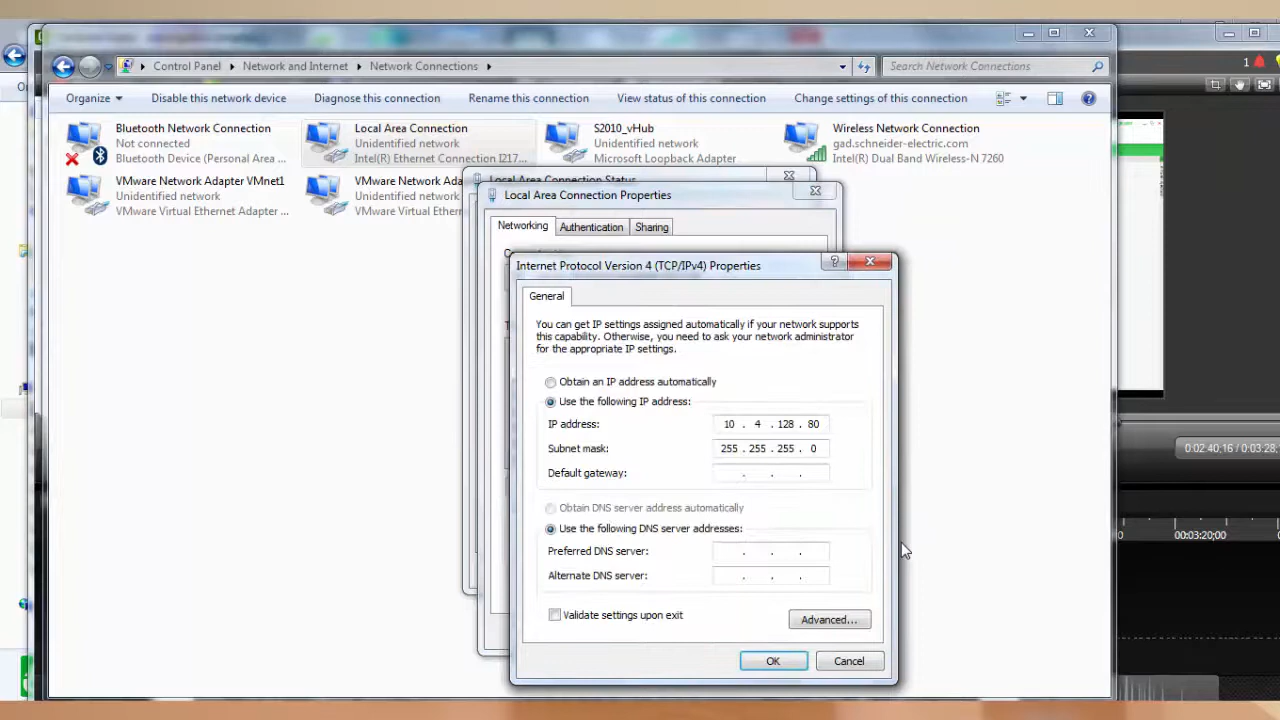 Control Panel
Network and Internet
Network Connections
Search Network Connections
1
Organize
Disable this network device
Diagnose this connection
Rename this connection
View status of this connection
Change settings of this connection
Bluetooth Network Connection
Not connected
Bluetooth Device (Personal Area ...
Local Area Connection
Unidentified network
Intel(R) Ethernet Connection I217...
S2010_vHub
Unidentified network
Microsoft Loopback Adapter
Wireless Network Connection
gad.schneider-electric.com
Intel(R) Dual Band Wireless-N 7260
VMware Network Adapter VMnet1
Unidentified network
VMware Virtual Ethernet Adapter ...
VMware Network Ada
Unidentified network
VMware Virtual Ethern
Local Area Connection Status
Local Area Connection Properties
Networking
Authentication
Sharing
Internet Protocol Version 4 (TCP/IPv4) Properties
General
You can get IP settings assigned automatically if your network supports
this capability. Otherwise, you need to ask your network administrator
for the appropriate IP settings.
Obtain an IP address automatically
Use the following IP address:
IP address: 10 . 4 . 128 . 80
Subnet mask: 255 . 255 . 255 . 0
Default gateway: . . .
Obtain DNS server address automatically
Use the following DNS server addresses:
Preferred DNS server: . . .
Alternate DNS server: . . .
Validate settings upon exit
Advanced...
OK
Cancel
0:02:40;16 / 0:03:28;
00:03:20;00